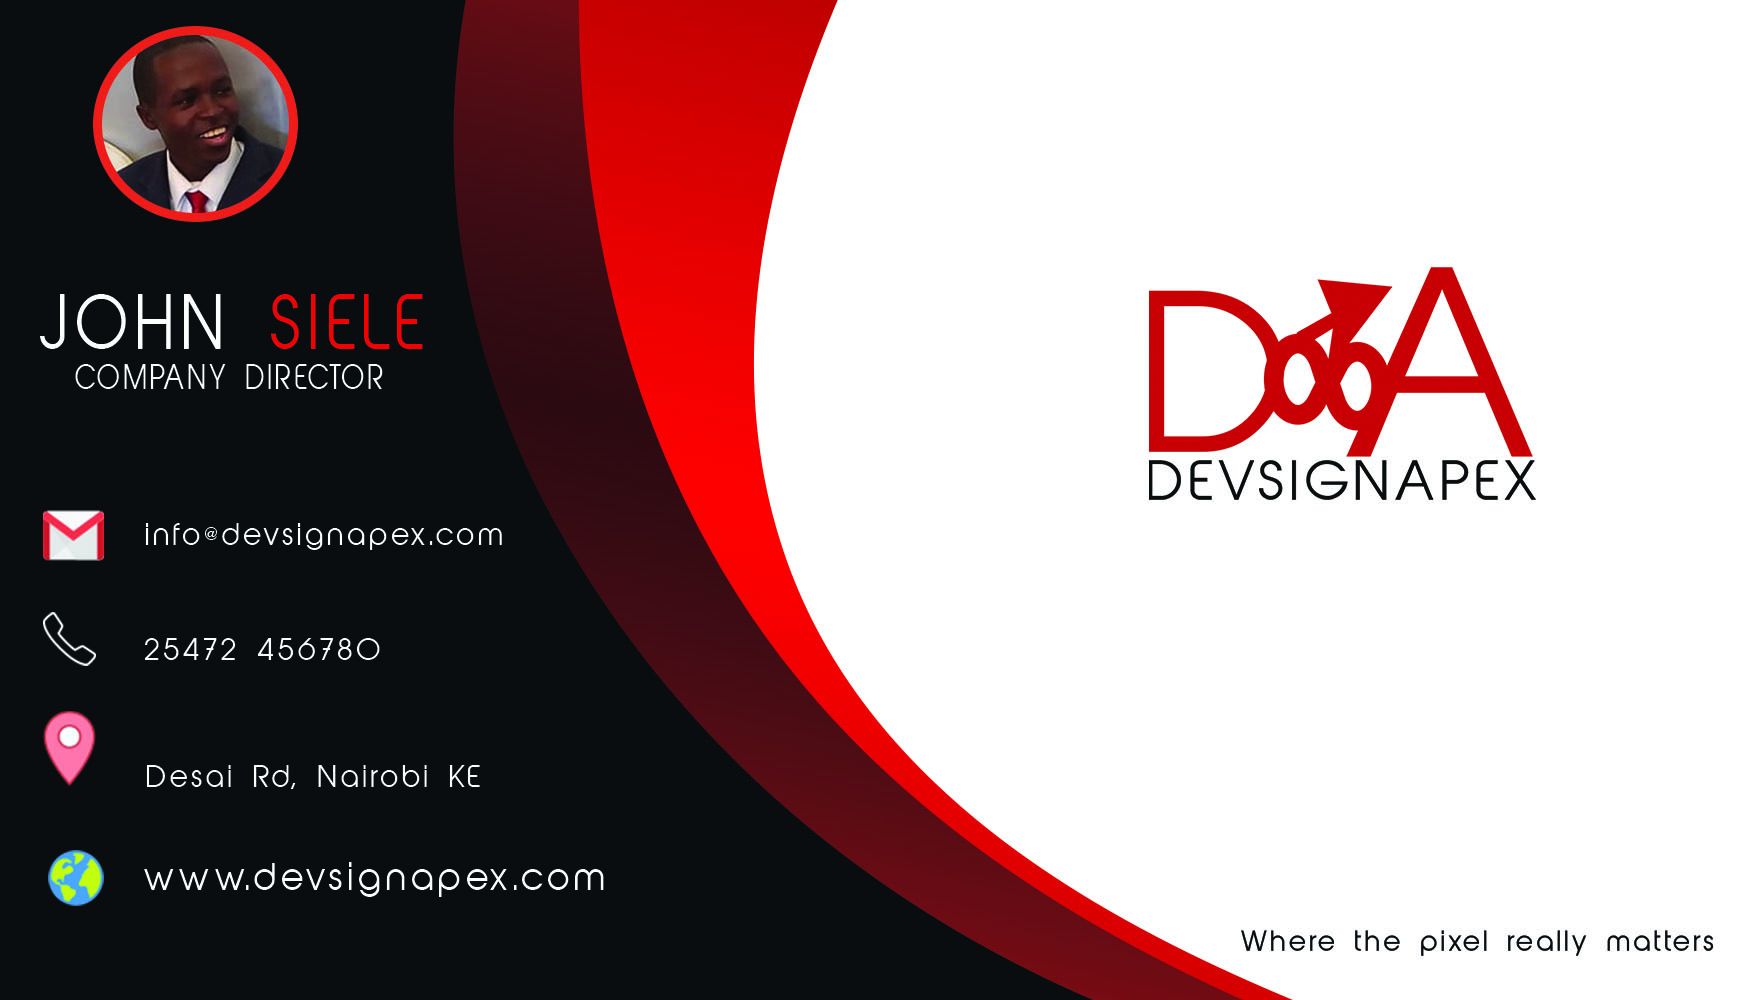 JOHN SIELE
COMPANY DIRECTOR
info@devsignapex.com
25472 456780
Desai Rd, Nairobi KE
www.devsignapex.com
DA
DEVSIGNAPEX
Where the pixel really matters